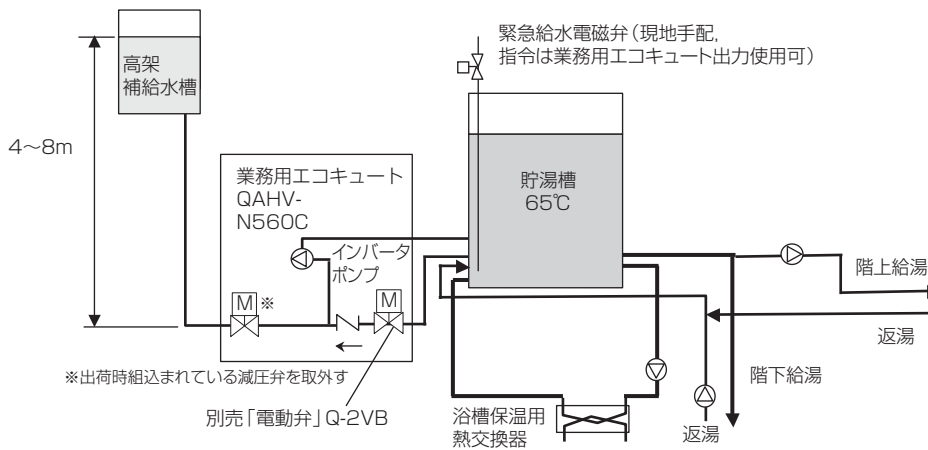 緊急給水電磁弁（現地手配,
指令は業務用エコキュート出力使用可）
高架
補給水槽
4〜8m
業務用エコキュート
QAHV-
N560C
インバータ
ポンプ
貯湯槽
65℃
M
※
M
階上給湯
返湯
※出荷時組込まれている減圧弁を取外す
別売「電動弁」Q-2VB
階下給湯
浴槽保温用
熱交換器
返湯